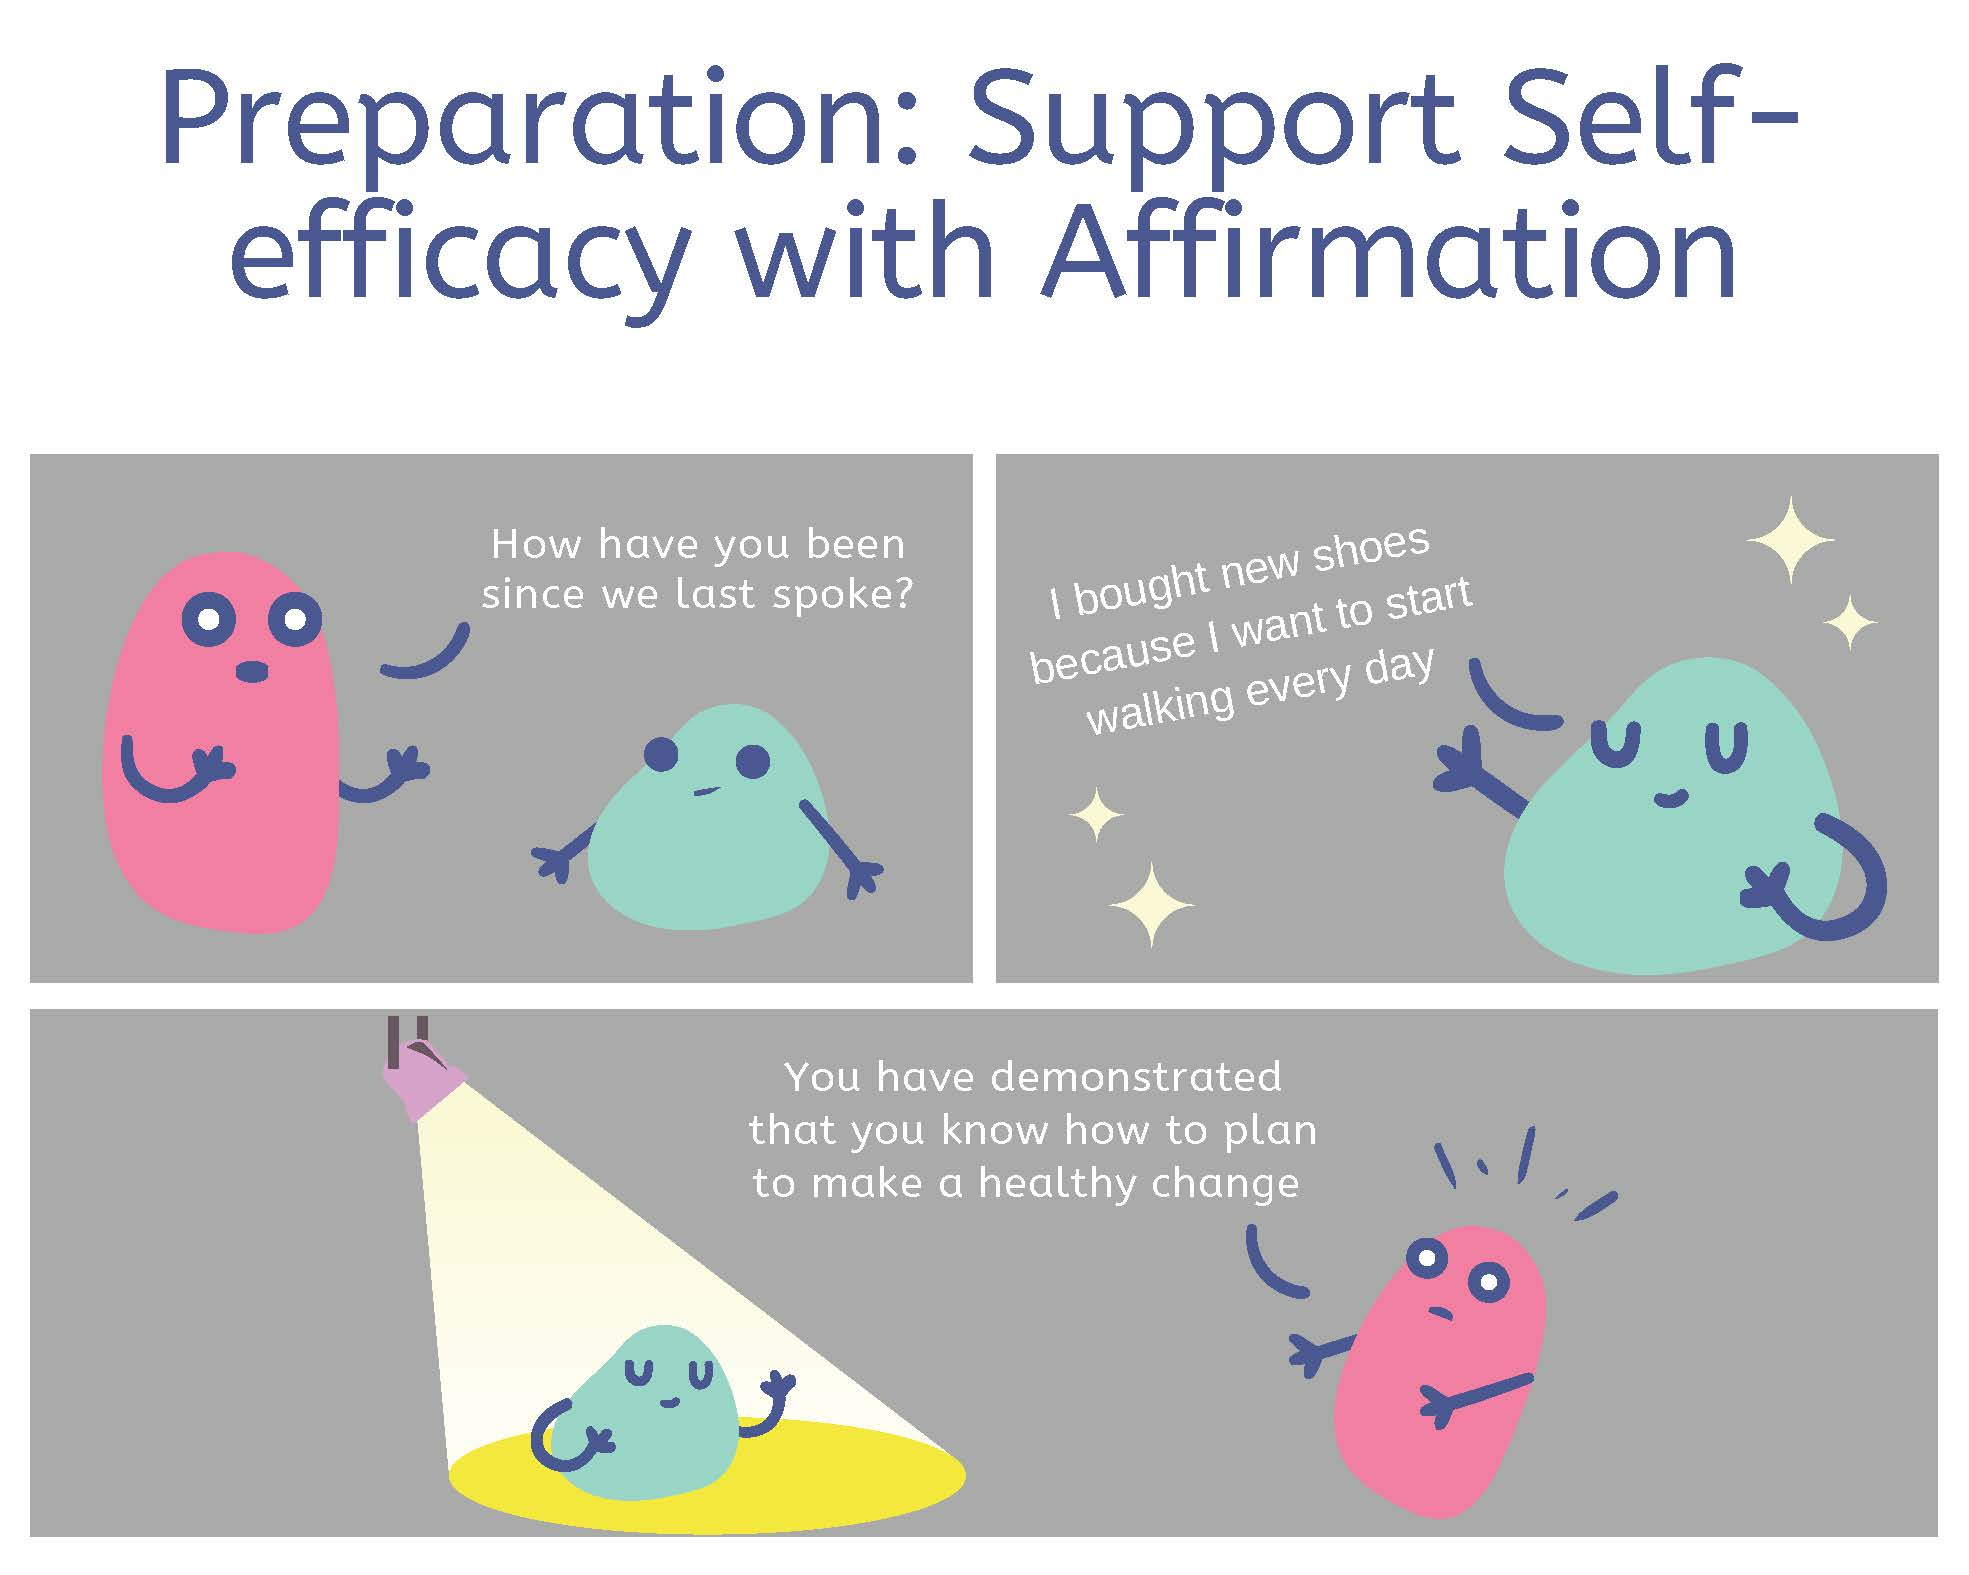 Preparation: Support Self-
efficacy with Affirmation
How have you been
since we last spoke?
I bought new shoes
because I want to start
walking every day
You have demonstrated
that you know how to plan
to make a healthy change